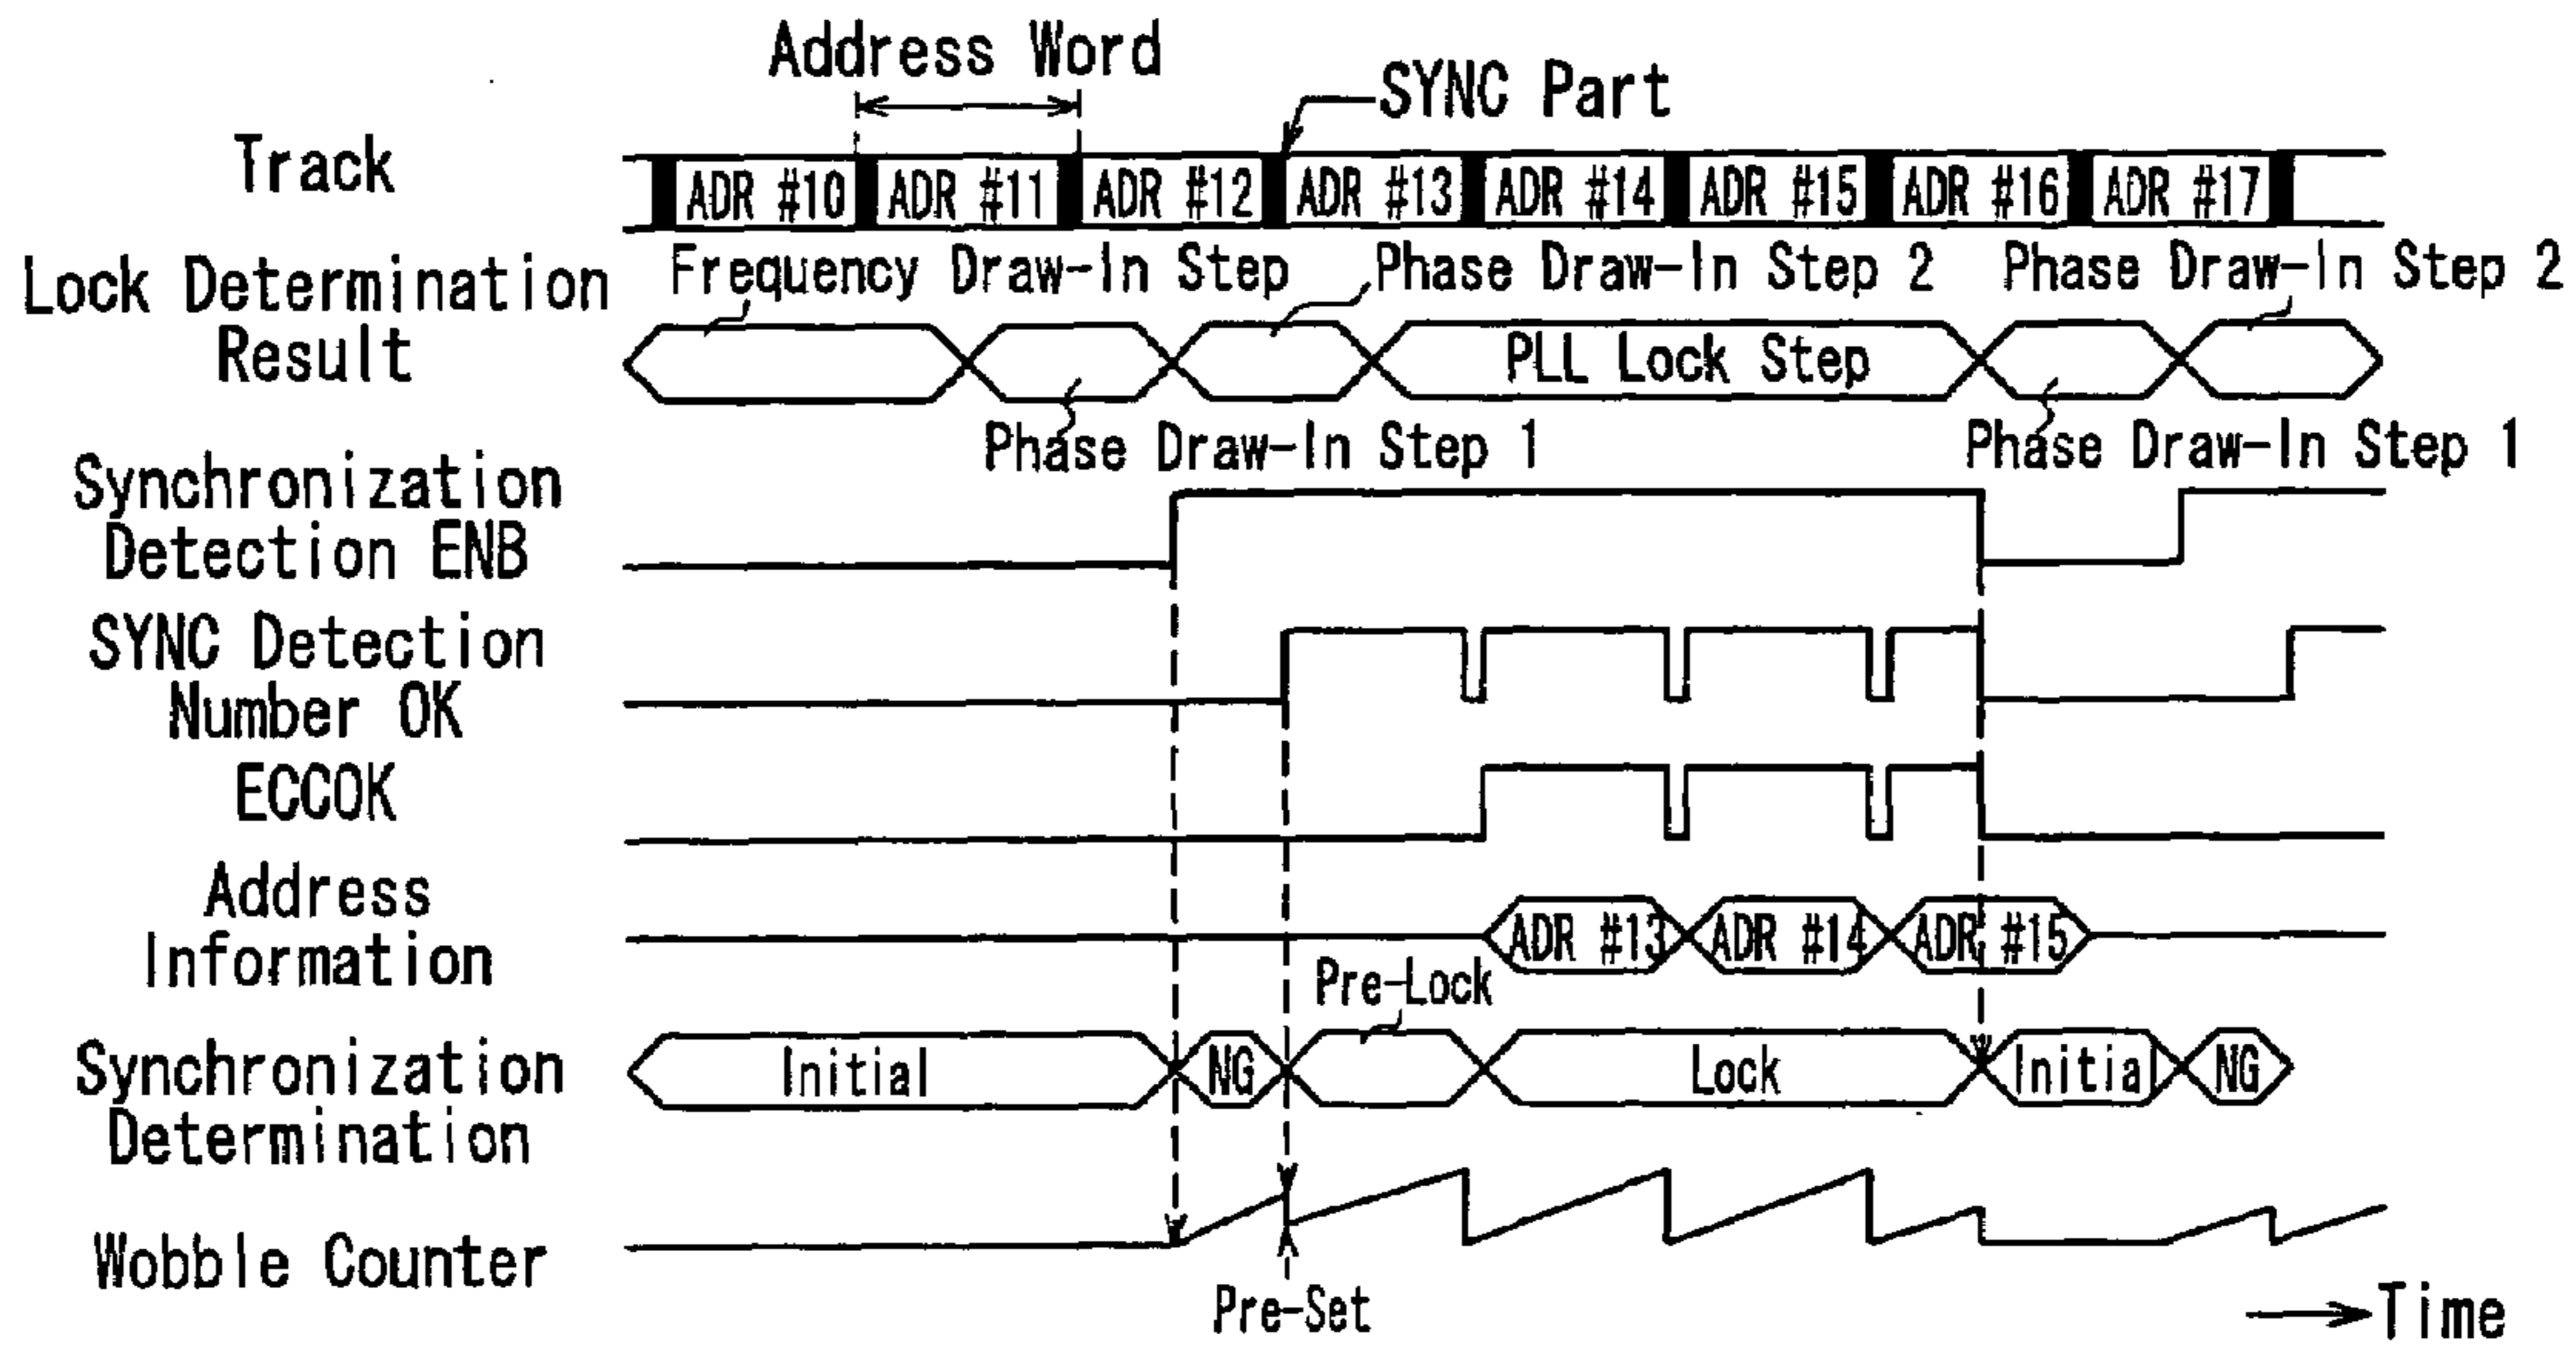 Address Word
SYNC Part
Track
ADR #10 ADR #11 ADR #12 ADR #13 ADR #14 ADR #15 ADR #16 ADR #17
Frequency Draw-In Step
Phase Draw-In Step 2
Phase Draw-In Step 2
Lock Determination
Result
PLL Lock Step
Phase Draw-In Step 1
Phase Draw-In Step 1
Synchronization
Detection ENB
SYNC Detection
Number OK
ECCOK
Address
Information
ADR #13 ADR #14 ADR #15
Pre-Lock
Synchronization
Determination
Initial NG Lock Initial NG
Wobble Counter
Pre-Set
Time